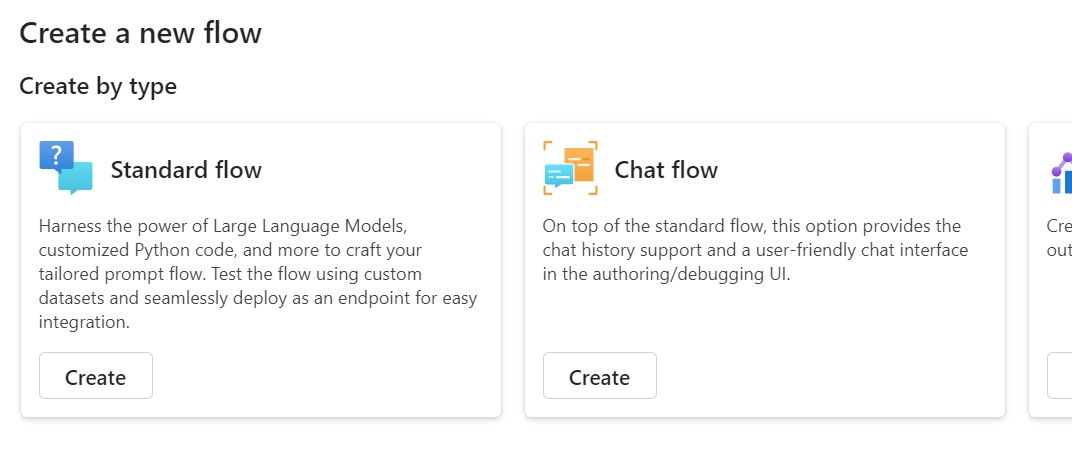 Create a new flow
Create by type
?
Standard flow
Harness the power of Large Language Models,
customized Python code, and more to craft your
tailored prompt flow. Test the flow using custom
datasets and seamlessly deploy as an endpoint for easy
integration.
Create
Chat flow
On top of the standard flow, this option provides the
chat history support and a user-friendly chat interface
in the authoring/debugging UI.
Create
Cre
out